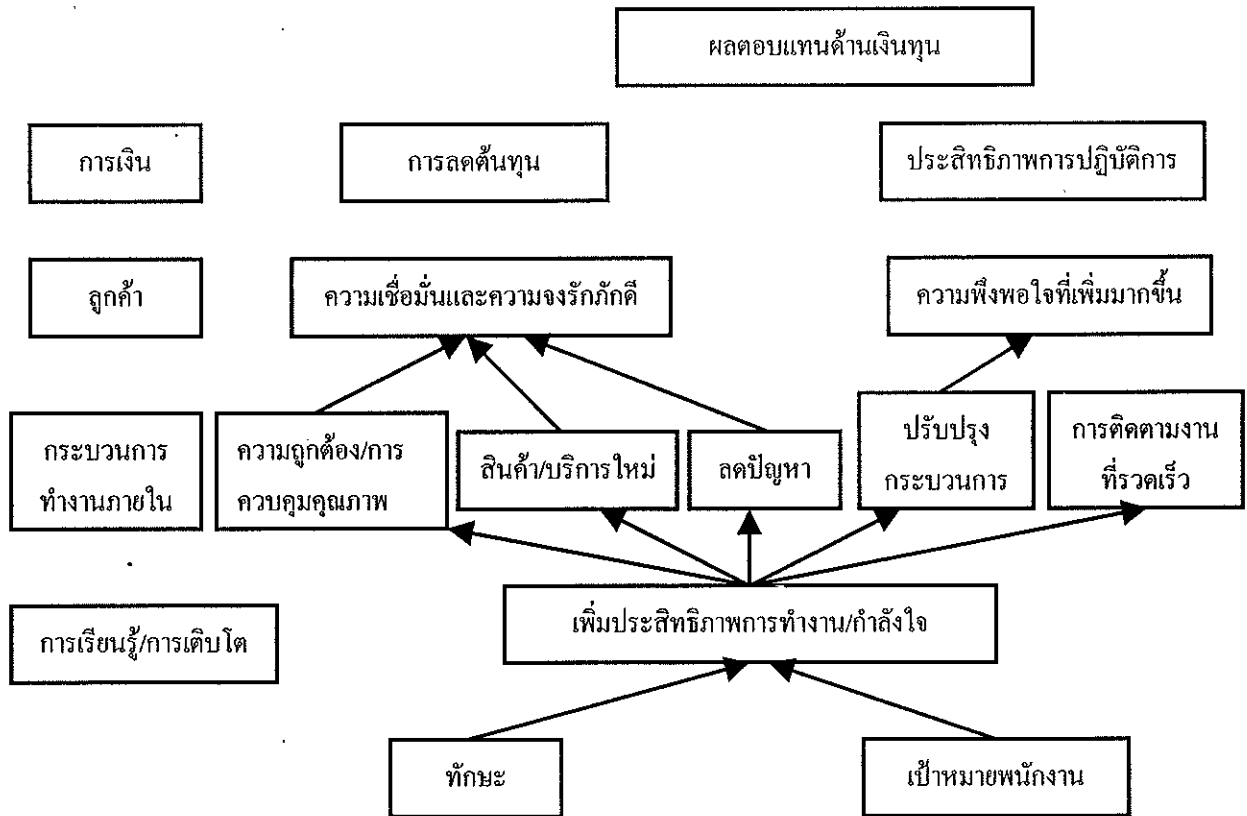 ผลตอบแทนด้านเงินทุน
การเงิน
การลดต้นทุน
ประสิทธิภาพการปฏิบัติการ
ลูกค้า
ความเชื่อมั่นและความจงรักภักดี
ความพึงพอใจที่เพิ่มมากขึ้น
กระบวนการ
ทำงานภายใน
ความถูกต้อง/การ
ควบคุมคุณภาพ
สินค้า/บริการใหม่
ลดปัญหา
ปรับปรุง
กระบวนการ
การติดตามงาน
ที่รวดเร็ว
การเรียนรู้/การเติบโต
เพิ่มประสิทธิภาพการทำงาน/กำลังใจ
ทักษะ
เป้าหมายพนักงาน